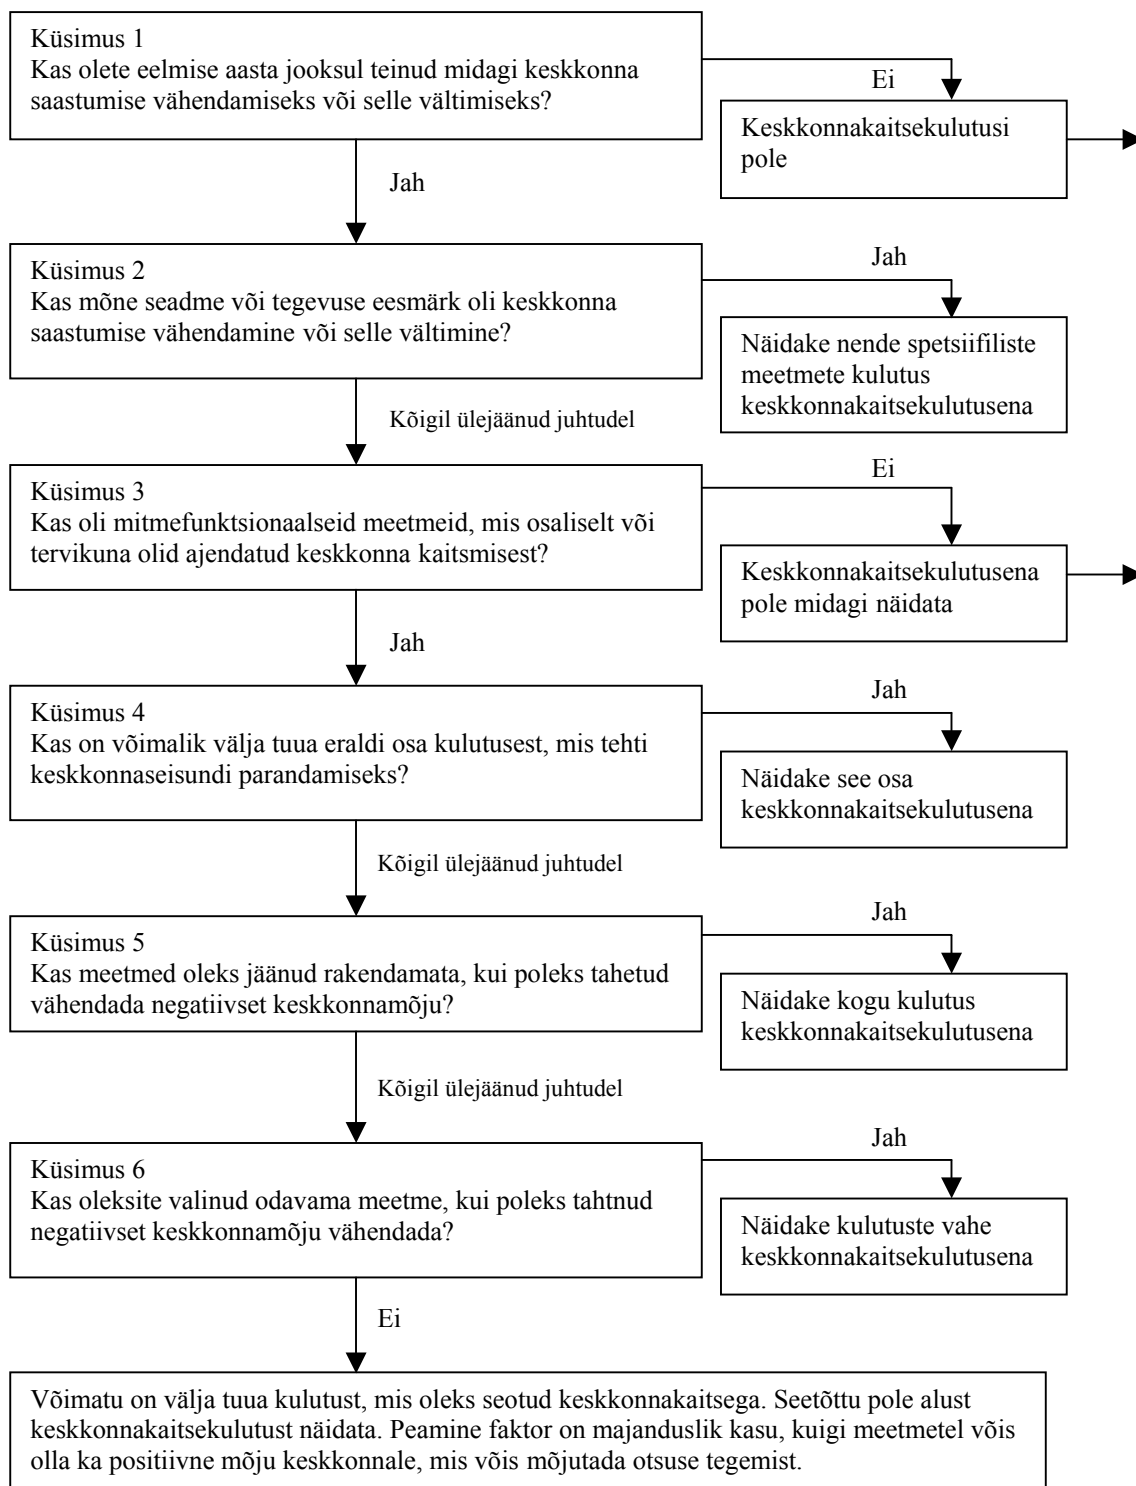 Küsimus 1
Kas olete eelmise aasta jooksul teinud midagi keskkonna
saastumise vähendamiseks või selle vältimiseks?
Ei
Keskkonnakaitsekulutusi
pole
Jah
Küsimus 2
Kas mõne seadme või tegevuse eesmärk oli keskkonna
saastumise vähendamine või selle vältimine?
Jah
Näidake nende spetsiifiliste
meetmete kulutus
keskkonnakaitsekulutusena
Kõigil ülejäänud juhtudel
Küsimus 3
Kas oli mitmefunktsionaalseid meetmeid, mis osaliselt või
tervikuna olid ajendatud keskkonna kaitsmisest?
Ei
Keskkonnakaitsekulutusena
pole midagi näidata
Jah
Küsimus 4
Kas on võimalik välja tuua eraldi osa kulutusest, mis tehti
keskkonnaseisundi parandamiseks?
Jah
Näidake see osa
keskkonnakaitsekulutusena
Kõigil ülejäänud juhtudel
Küsimus 5
Kas meetmed oleks jäänud rakendamata, kui poleks tahetud
vähendada negatiivset keskkonnamõju?
Jah
Näidake kogu kulutus
keskkonnakaitsekulutusena
Kõigil ülejäänud juhtudel
Küsimus 6
Kas oleksite valinud odavama meetme, kui poleks tahtnud
negatiivset keskkonnamõju vähendada?
Jah
Näidake kulutuste vahe
keskkonnakaitsekulutusena
Ei
Võimatu on välja tuua kulutust, mis oleks seotud keskkonnakaitsega. Seetõttu pole alust
keskkonnakaitsekulutust näidata. Peamine faktor on majanduslik kasu, kuigi meetmetel võis
olla ka positiivne mõju keskkonnale, mis võis mõjutada otsuse tegemist.